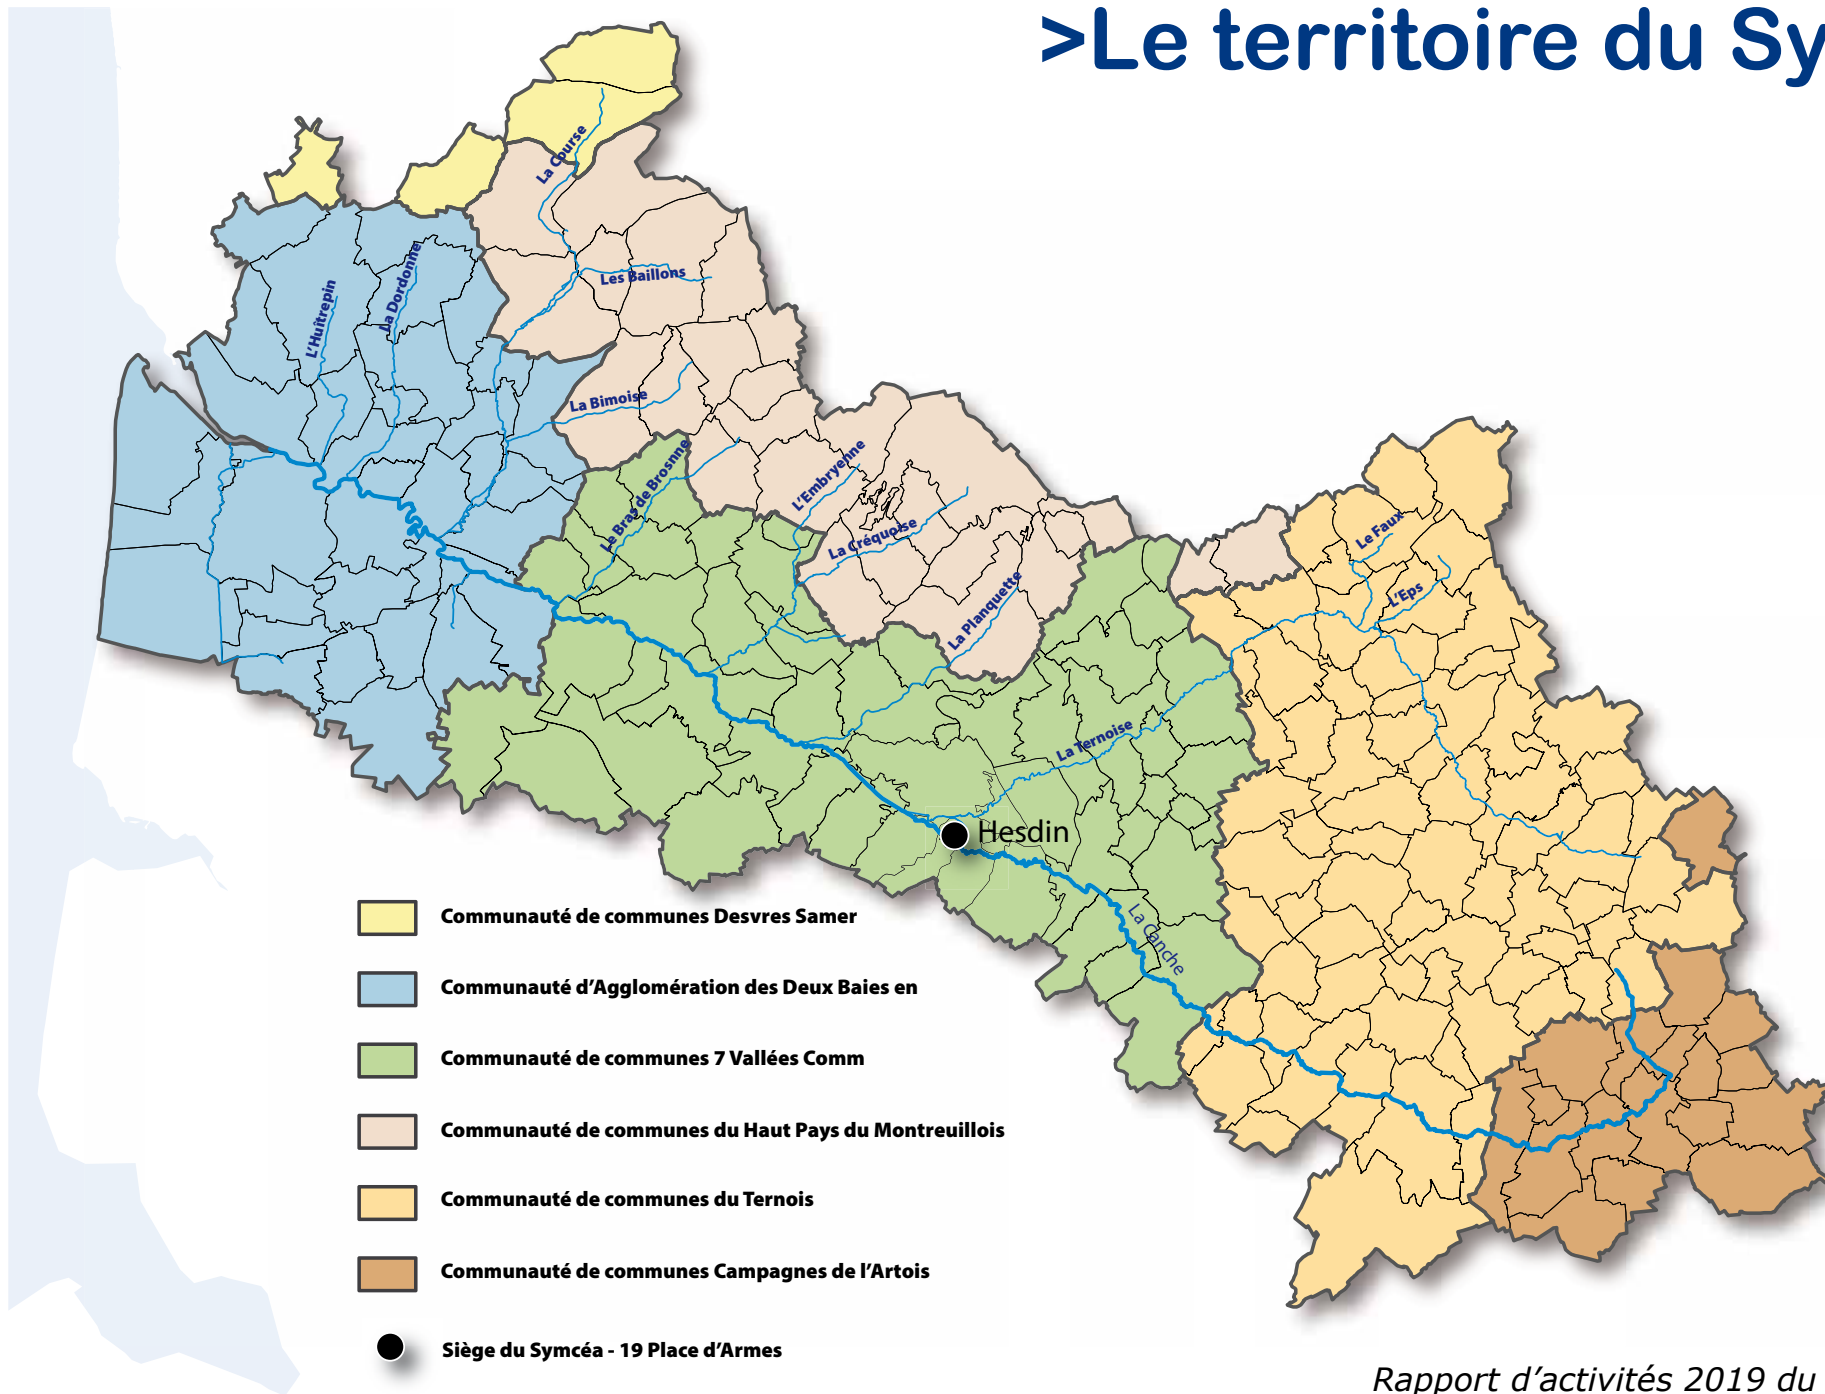 >Le territoire du Sy
La Course
Les Baillons
La Dordonne
L'Huîtrepin
La Bimoise
Le Bras de Brosnne
L'Embryenne
La Créquoise
La Planquette
Le Faux
L'Eps
La Ternoise
Hesdin
La Canche
Communauté de communes Desvres Samer
Communauté d'Agglomération des Deux Baies en
Communauté de communes 7 Vallées Comm
Communauté de communes du Haut Pays du Montreuillois
Communauté de communes du Ternois
Communauté de communes Campagnes de l'Artois
Siège du Symcéa - 19 Place d'Armes
Rapport d'activités 2019 du